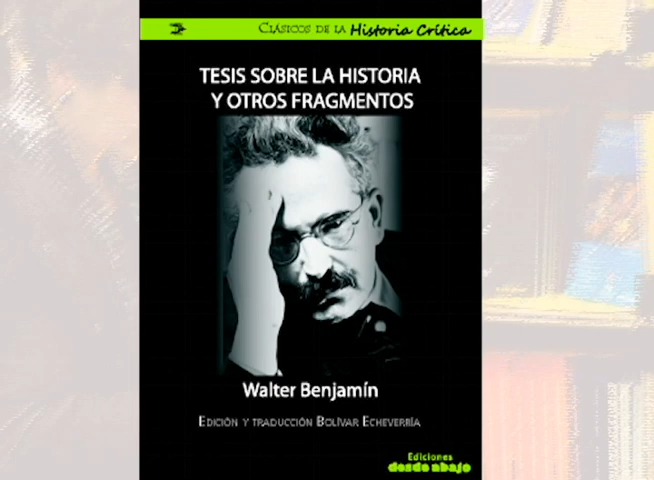 CLÁSICOS DE LA Historia Crítica
TESIS SOBRE LA HISTORIA
Y OTROS FRAGMENTOS
Walter Benjamín
EDICIÓN Y TRADUCCIÓN BOLÍVAR ECHEVERRÍA
Ediciones
desde abajo